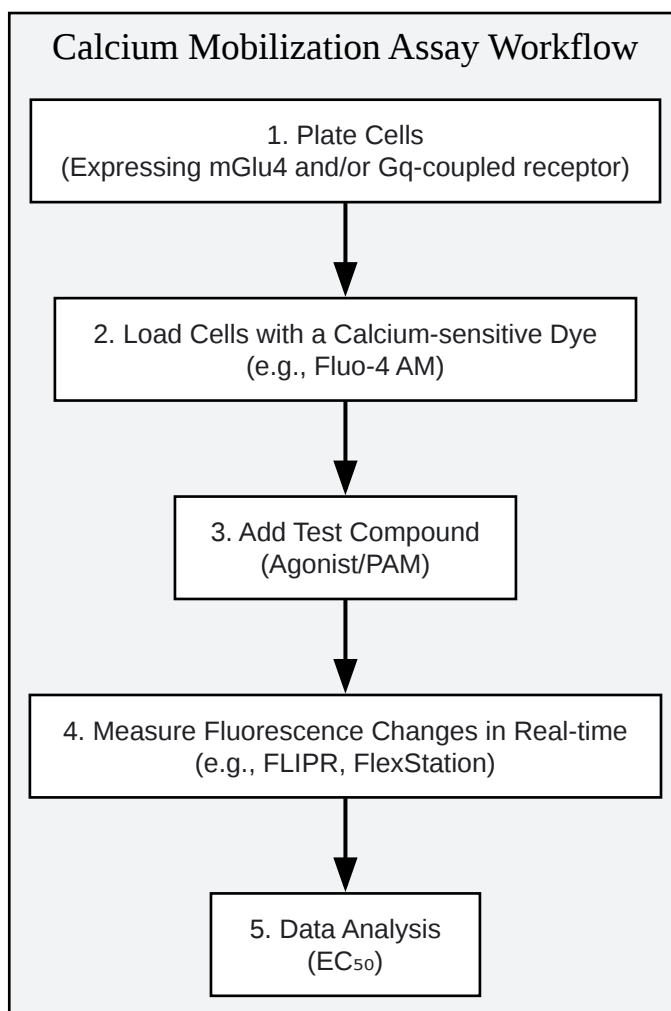 Calcium Mobilization Assay Workflow
1. Plate Cells
(Expressing mGlu4 and/or Gq-coupled receptor)
2. Load Cells with a Calcium-sensitive Dye
(e.g., Fluo-4 AM)
3. Add Test Compound
(Agonist/PAM)
4. Measure Fluorescence Changes in Real-time
(e.g., FLIPR, FlexStation)
5. Data Analysis
(EC₅₀)